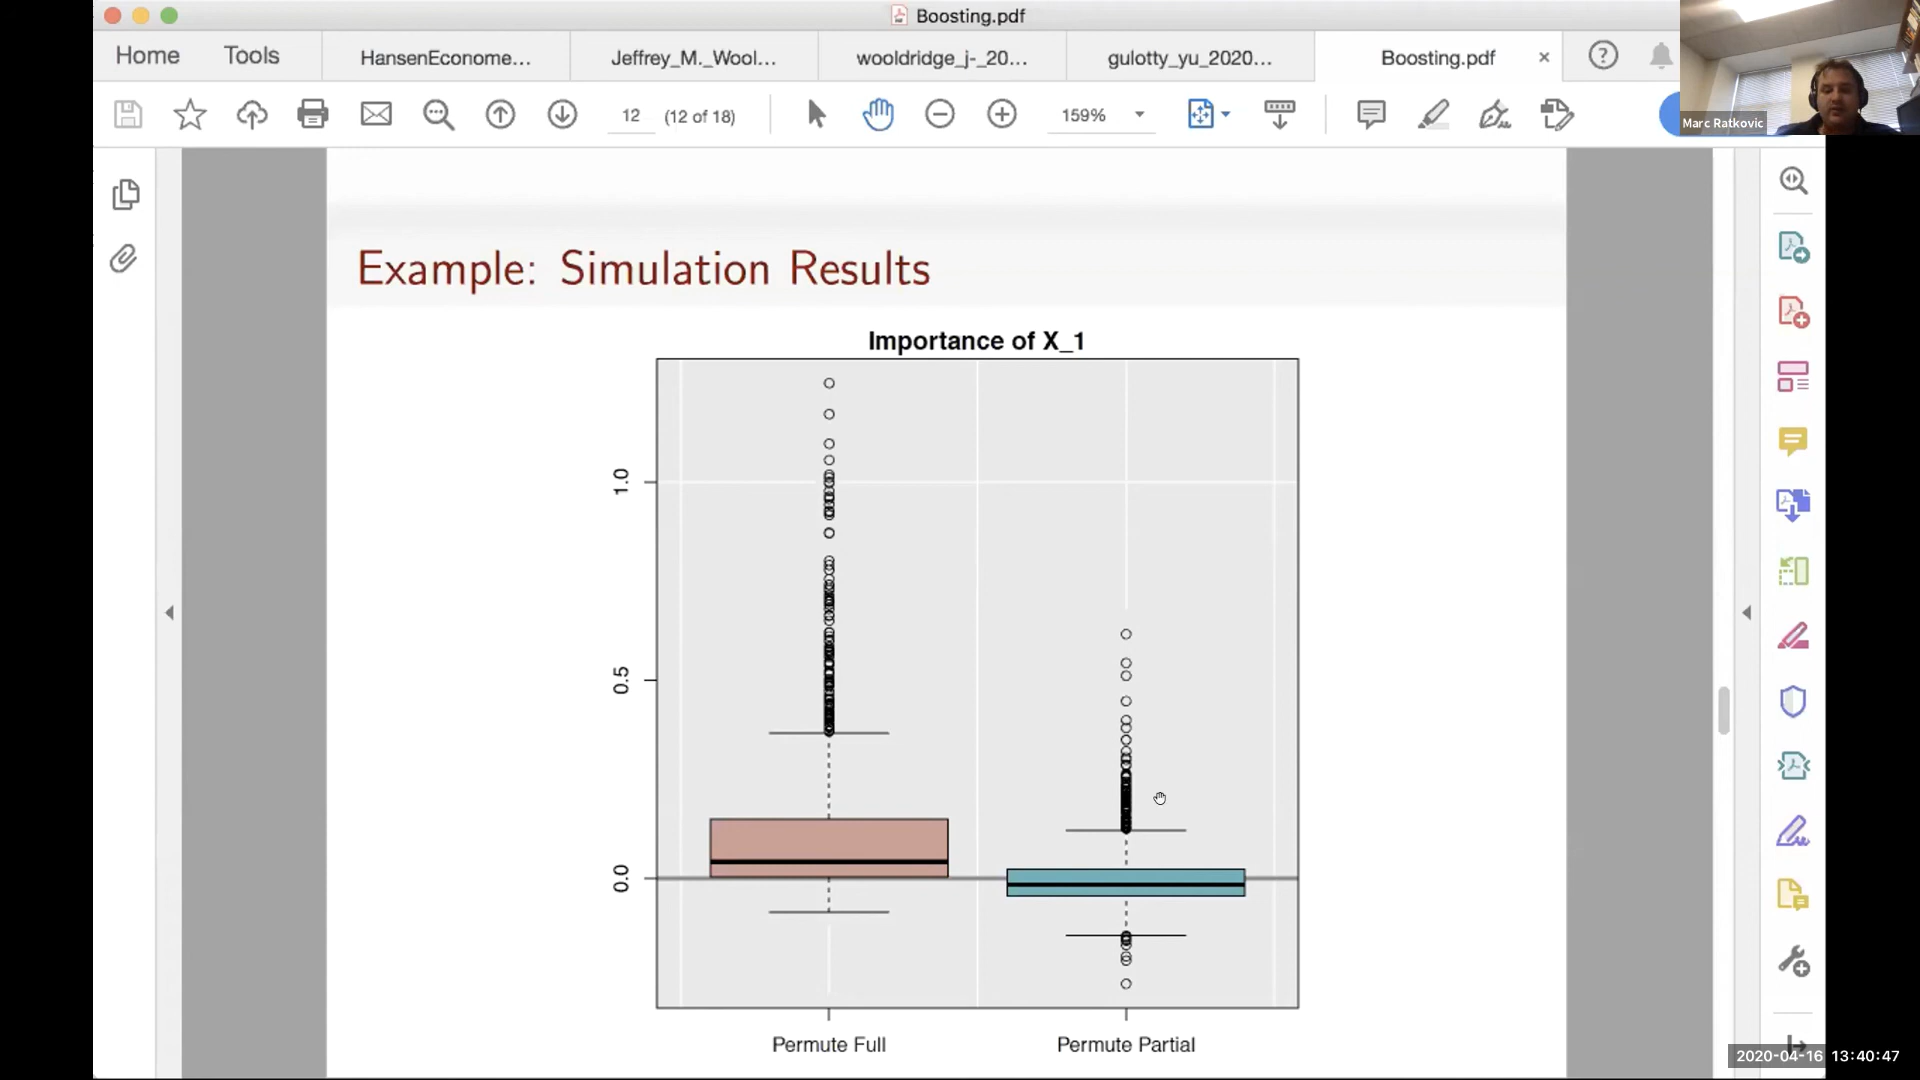 Boosting.pdf
Home
Tools
HansenEconome...
Jeffrey_M._Wool...
wooldridge_j-_20...
gulotty_yu_2020...
Boosting.pdf
12
(12 of 18)
159%
Marc Ratkovic
Example: Simulation Results
Importance of X_1
1.0
0.5
0.0
Permute Full
Permute Partial
2020-04-16 13:40:47